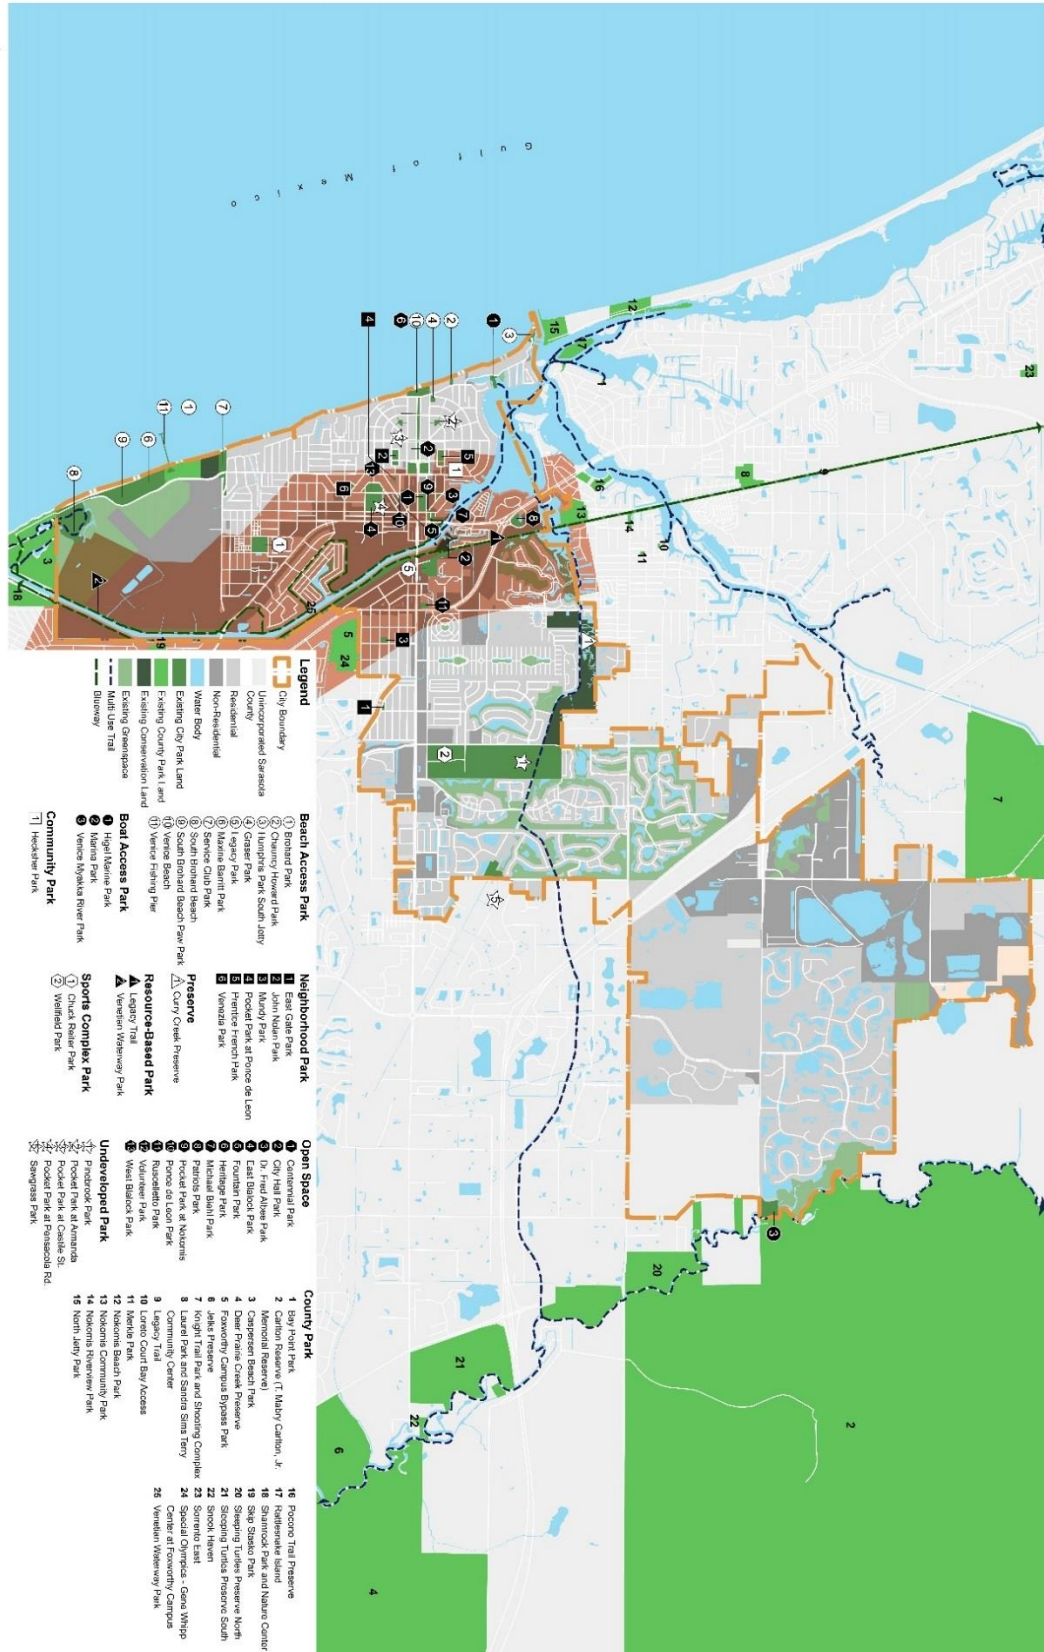 Gulf of Mexico
Legend
City Boundary
Unincorporated Sarasota
County
Residential
Non-Residential
Water Body
Existing City Park Land
Existing County Park Land
Existing Conservation Land
Existing Greenspace
Multi Use Trail
Blueway
Beach Access Park
1 Brohard Park
2 Chauncy Howard Park
3 Humphris Park South Jetty
4 Graser Park
5 Legacy Park
6 Maxine Barritt Park
7 Service Club Park
8 South Brohard Beach
9 South Brohard Beach Paw Park
10 Venice Beach
11 Venice Fishing Pier
Boat Access Park
1 Higel Marine Park
2 Marina Park
3 Venice Myakka River Park
Community Park
1 Hecksher Park
Neighborhood Park
1 East Gate Park
2 John Nolan Park
3 Mundy Park
4 Pocket Park at Ponce de Leon
5 Prentice French Park
6 Venezia Park
Preserve
1 Curry Creek Preserve
Resource-Based Park
1 Legacy Trail
2 Venetian Waterway Park
Sports Complex Park
1 Chuck Reiter Park
2 Wellfield Park
Open Space
1 Centennial Park
2 City Hall Park
3 Dr. Fred Albee Park
4 East Blalock Park
5 Fountain Park
6 Heritage Park
7 Michael Biehl Park
8 Patriots Park
9 Pocket Park at Nokomis
10 Ponce de Leon Park
11 Ruscelletto Park
12 Volunteer Park
13 West Blalock Park
Undeveloped Park
1 Pinebrook Park
2 Pocket Park at Armanda
3 Pocket Park at Castile St.
4 Pocket Park at Pensacola Rd.
5 Sawgrass Park
County Park
1 Bay Point Park
2 Carlton Reserve (T. Mabry Carlton, Jr.
Memorial Reserve)
3 Caspersen Beach Park
4 Deer Prairie Creek Preserve
5 Foxworthy Campus Bypass Park
6 Jelks Preserve
7 Knight Trail Park and Shooting Complex
8 Laurel Park and Sandra Sims Terry
Community Center
9 Legacy Trail
10 Loreto Court Bay Access
11 Merkle Park
12 Nokomis Beach Park
13 Nokomis Community Park
14 Nokomis Riverview Park
15 North Jetty Park
16 Pocono Trail Preserve
17 Rattlesnake Island
18 Shamrock Park and Nature Center
19 Skip Stasko Park
20 Sleeping Turtles Preserve North
21 Sleeping Turtles Preserve South
22 Snook Haven
23 Sorrento East
24 Special Olympics - Gene Whipp
Center at Foxworthy Campus
25 Venetian Waterway Park